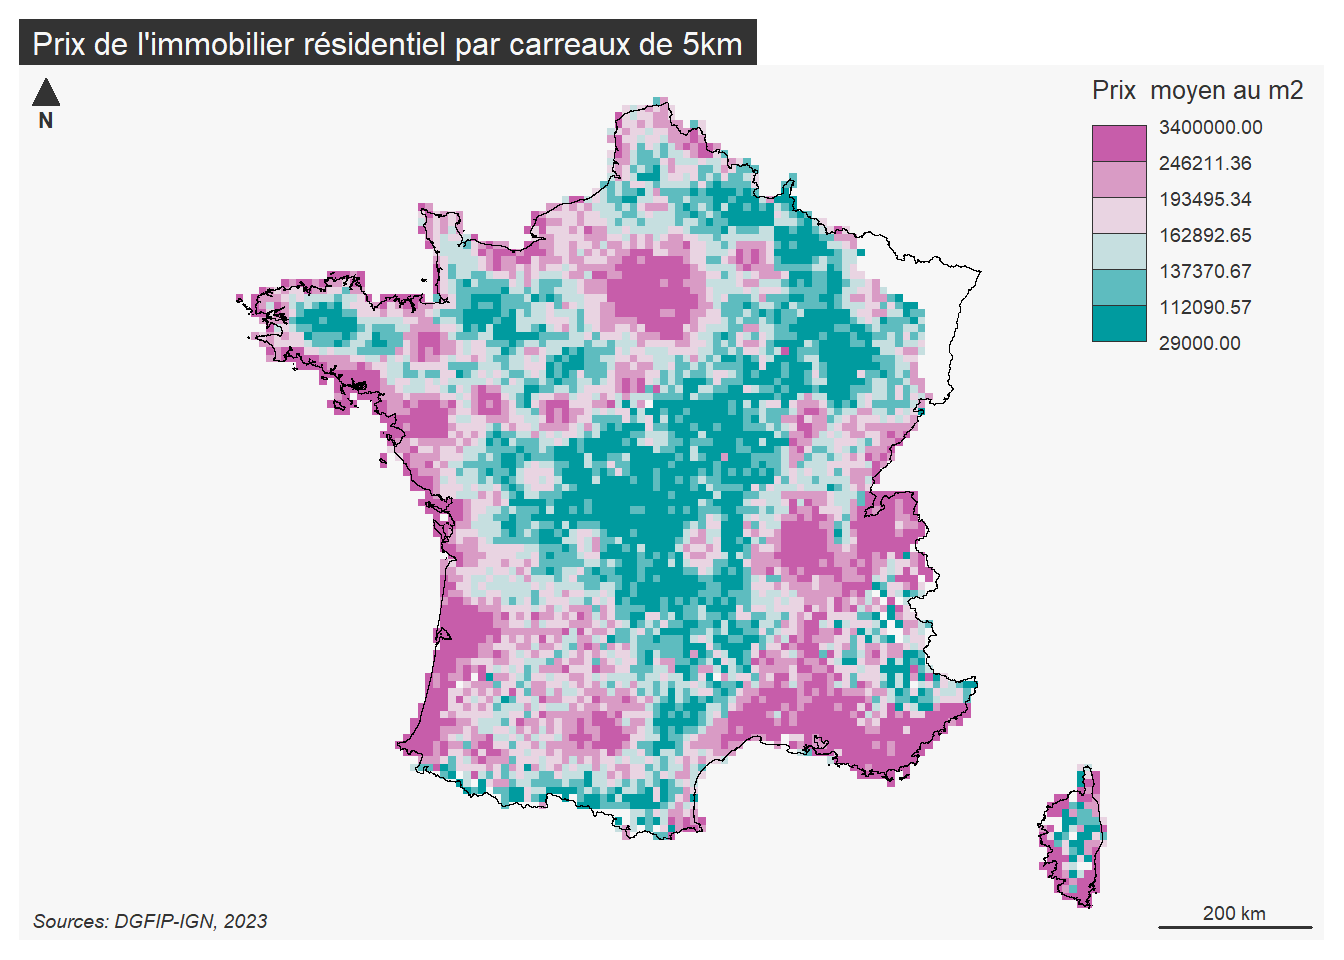 Prix de l'immobilier résidentiel par carreaux de 5km
N
Prix  moyen au m2
3400000.00
246211.36
193495.34
162892.65
137370.67
112090.57
29000.00
Sources: DGFIP-IGN, 2023
200 km